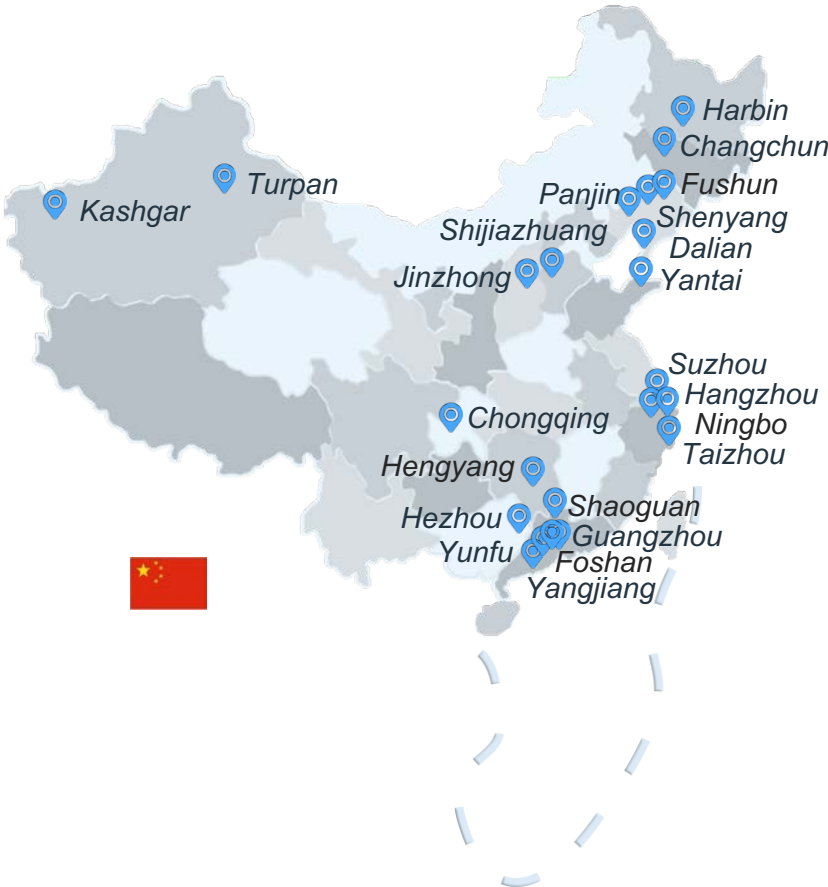 Harbin
Changchun
Turpan
Panjin
Fushun
Kashgar
Shenyang
Shijiazhuang
Dalian
Jinzhong
Yantai
Suzhou
Hangzhou
Chongqing
Ningbo
Taizhou
Hengyang
Shaoguan
Hezhou
Guangzhou
Yunfu
Foshan
Yangjiang